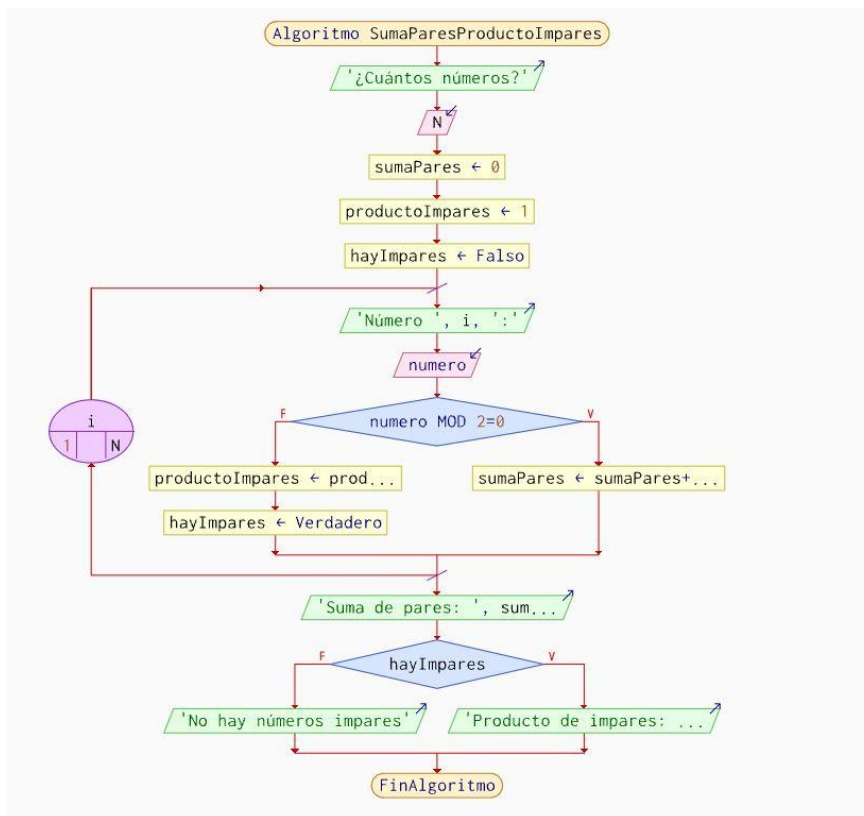 Algoritmo SumaParesProductoImpares
'¿Cuántos números?'
N
sumaPares ← 0
productoImpares ← 1
hayImpares ← Falso
'Número ', i, ':'
numero
F
numero MOD 2=0
V
i
1
N
productoImpares ← prod...
sumaPares ← sumaPares+...
hayImpares ← Verdadero
'Suma de pares: ', sum...
F
hayImpares
V
'No hay números impares'
'Producto de impares: ...
FinAlgoritmo